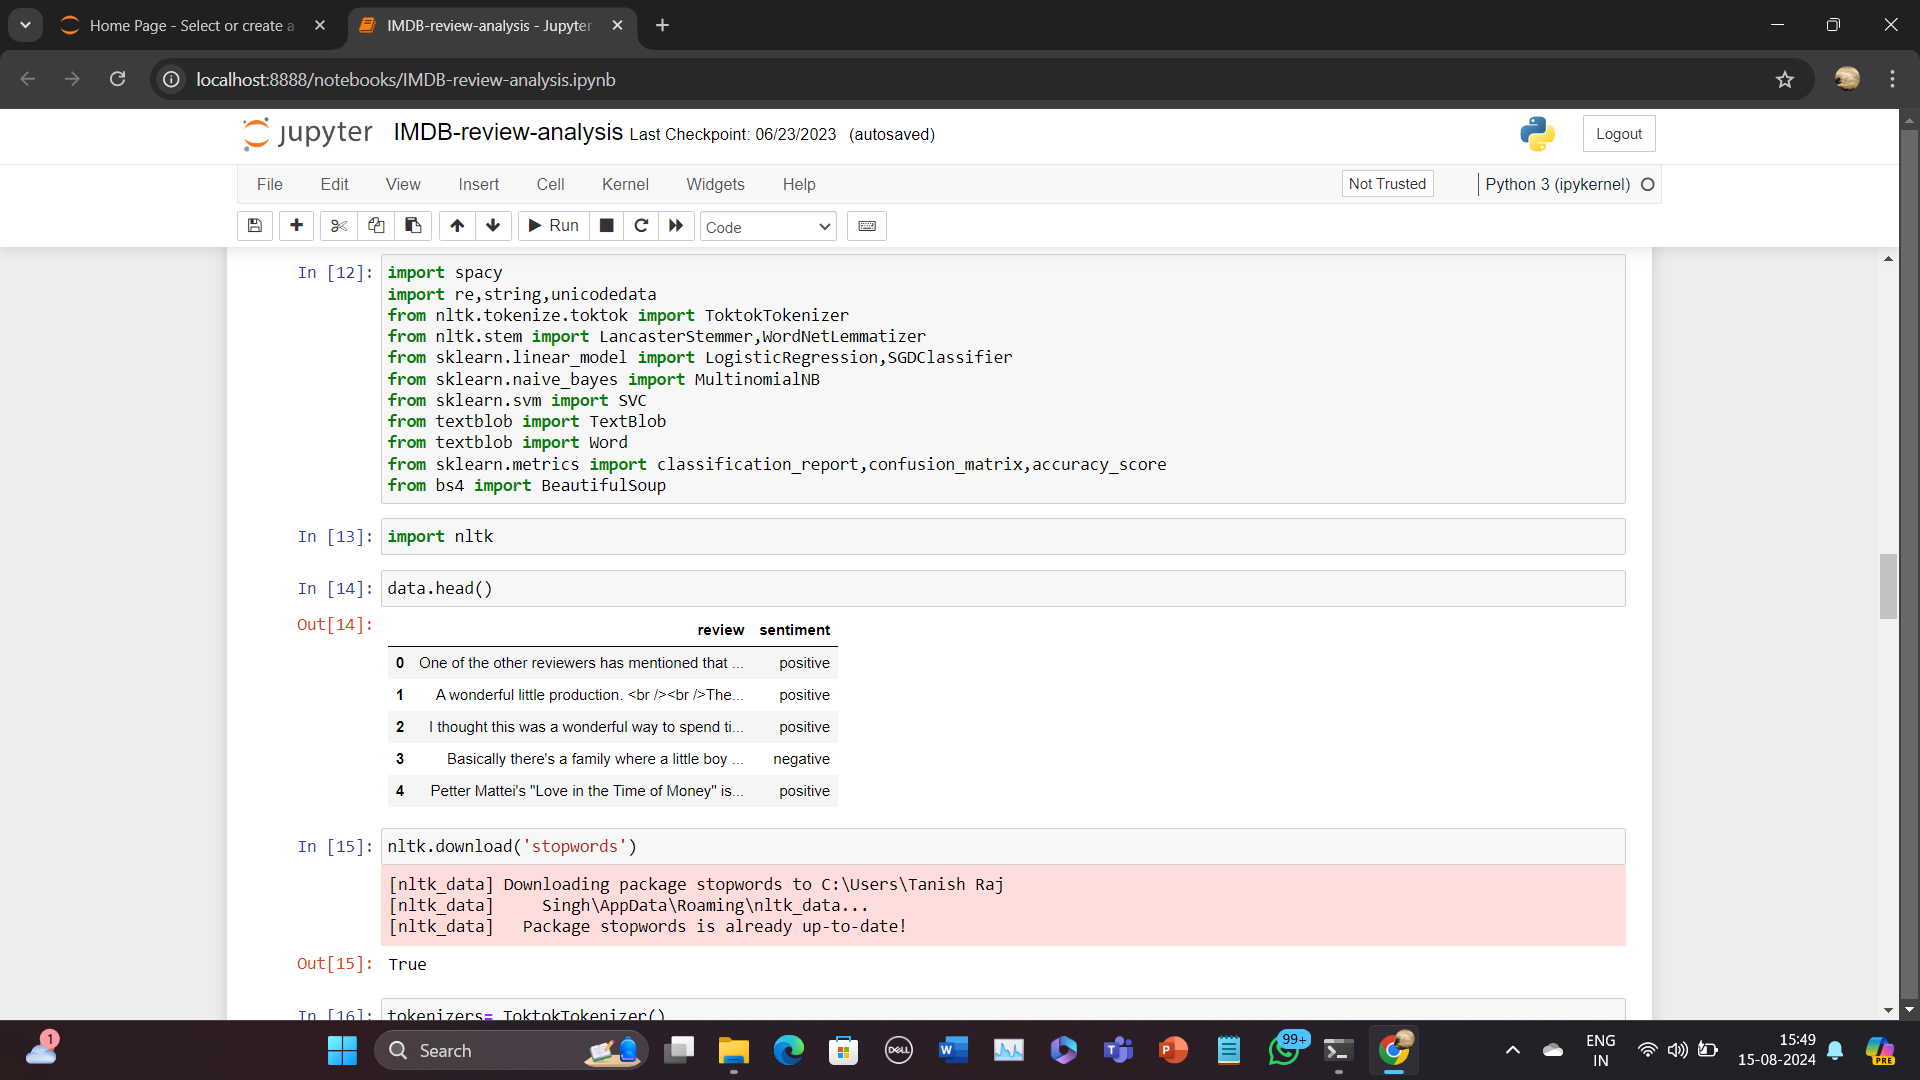 Home Page - Select or create a
IMDB-review-analysis - Jupyter
localhost:8888/notebooks/IMDB-review-analysis.ipynb
jupyter IMDB-review-analysis Last Checkpoint: 06/23/2023 (autosaved)
Logout
File Edit View Insert Cell Kernel Widgets Help
Not Trusted
Python 3 (ipykernel)
Run
Code
In [12]:
import spacy
import re,string,unicodedata
from nltk.tokenize.toktok import ToktokTokenizer
from nltk.stem import LancasterStemmer,WordNetLemmatizer
from sklearn.linear_model import LogisticRegression,SGDClassifier
from sklearn.naive_bayes import MultinomialNB
from sklearn.svm import SVC
from textblob import TextBlob
from textblob import Word
from sklearn.metrics import classification_report,confusion_matrix,accuracy_score
from bs4 import BeautifulSoup
In [13]: import nltk
In [14]: data.head()
Out[14]:
review sentiment
0 One of the other reviewers has mentioned that ... positive
1 A wonderful little production. <br /><br />The... positive
2 I thought this was a wonderful way to spend ti... positive
3 Basically there's a family where a little boy ... negative
4 Petter Mattei's "Love in the Time of Money" is... positive
In [15]: nltk.download('stopwords')
[nltk_data] Downloading package stopwords to C:\Users\Tanish Raj
[nltk_data]     Singh\AppData\Roaming\nltk_data...
[nltk_data]   Package stopwords is already up-to-date!
Out[15]: True
In [16]: tokenizers= ToktokTokenizer()
1
Search
DELL
W
T
P
99+
ENG
IN
15:49
15-08-2024
PRE